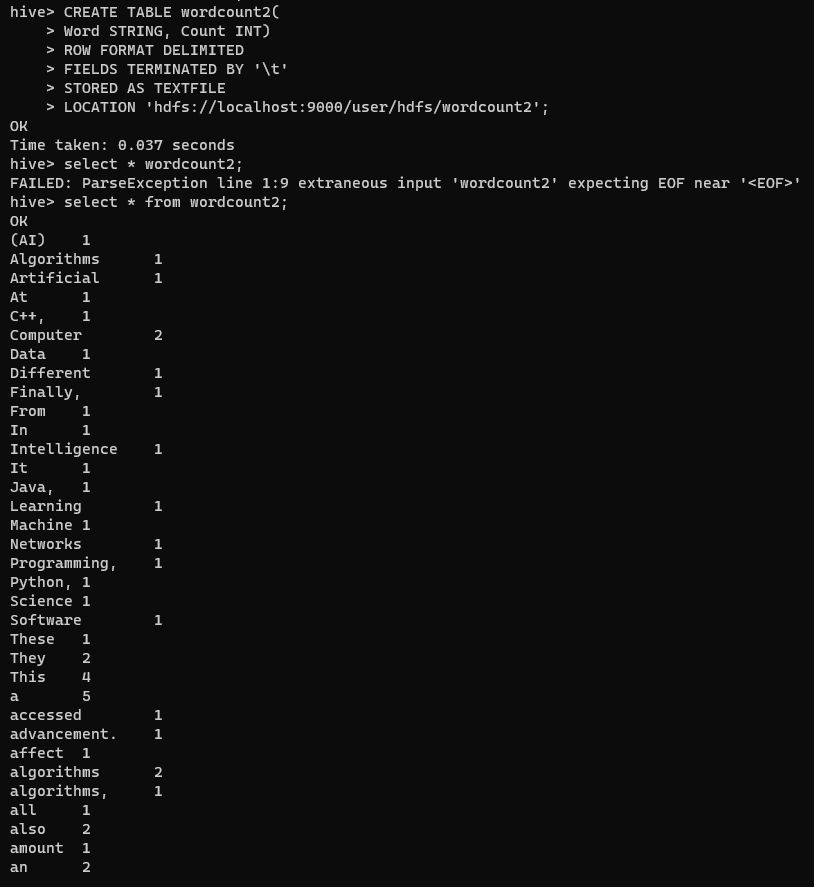 hive> CREATE TABLE wordcount2(
    > Word STRING, Count INT)
    > ROW FORMAT DELIMITED
    > FIELDS TERMINATED BY '\t'
    > STORED AS TEXTFILE
    > LOCATION 'hdfs://localhost:9000/user/hdfs/wordcount2';
OK
Time taken: 0.037 seconds
hive> select * wordcount2;
FAILED: ParseException line 1:9 extraneous input 'wordcount2' expecting EOF near '<EOF>'
hive> select * from wordcount2;
OK
(AI)    1
Algorithms      1
Artificial      1
At      1
C++,    1
Computer        2
Data    1
Different       1
Finally,        1
From    1
In      1
Intelligence    1
It      1
Java,   1
Learning        1
Machine 1
Networks        1
Programming,    1
Python, 1
Science 1
Software        1
These   1
They    2
This    4
a       5
accessed        1
advancement.    1
affect  1
algorithms      2
algorithms,     1
all     1
also    2
amount  1
an      2